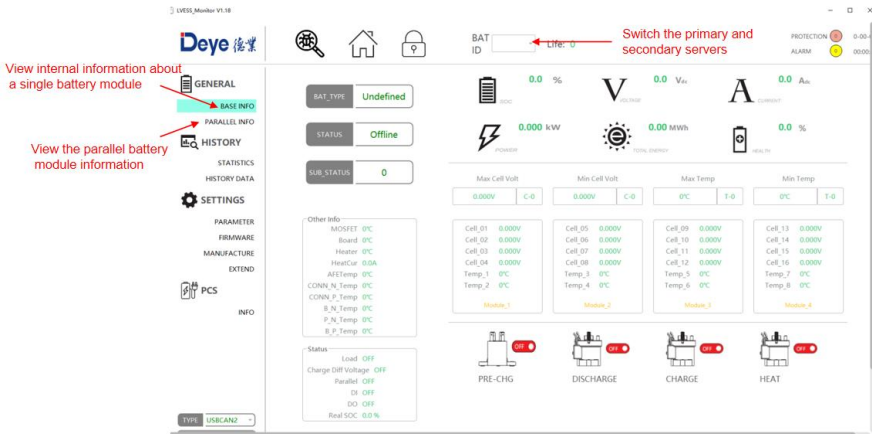 LVESS_Monitor V1.18
Deye 德業
BAT
ID
Life: 0
Switch the primary and
secondary servers
PROTECTION 0
ALARM 0
View internal information about
a single battery module
GENERAL
BASE INFO
PARALLEL INFO
View the parallel battery
module information
HISTORY
STATISTICS
HISTORY DATA
SETTINGS
PARAMETER
FIRMWARE
MANUFACTURE
EXTEND
PCS
INFO
TYPE USBCAN2
BAT_TYPE Undefined
STATUS Offline
SUB_STATUS 0
0.0 %
SOC
V 0.0 Vdc
VOLTAGE
A 0.0 Adc
CURRENT
0.000 kW
POWER
0.00 MWh
TOTAL ENERGY
0.0 %
HEALTH
Max Cell Volt Min Cell Volt Max Temp Min Temp
0.000V C-0 0.000V C-0 0℃ T-0 0℃ T-0
Other Info
MOSFET 0℃
Board 0℃
Heater 0℃
HeatCur 0.0A
AFETemp 0℃
CONN_N_Temp 0℃
CONN_P_Temp 0℃
B_N_Temp 0℃
P_N_Temp 0℃
B_P_Temp 0℃
Cell_01 0.000V
Cell_02 0.000V
Cell_03 0.000V
Cell_04 0.000V
Temp_1 0℃
Temp_2 0℃
Module_1
Cell_05 0.000V
Cell_06 0.000V
Cell_07 0.000V
Cell_08 0.000V
Temp_3 0℃
Temp_4 0℃
Module_2
Cell_09 0.000V
Cell_10 0.000V
Cell_11 0.000V
Cell_12 0.000V
Temp_5 0℃
Temp_6 0℃
Module_3
Cell_13 0.000V
Cell_14 0.000V
Cell_15 0.000V
Cell_16 0.000V
Temp_7 0℃
Temp_8 0℃
Module_4
Status
Load OFF
Charge Diff Voltage OFF
Parallel OFF
DI OFF
DO OFF
Real SOC 0.0 %
OFF OFF OFF OFF
PRE-CHG DISCHARGE CHARGE HEAT